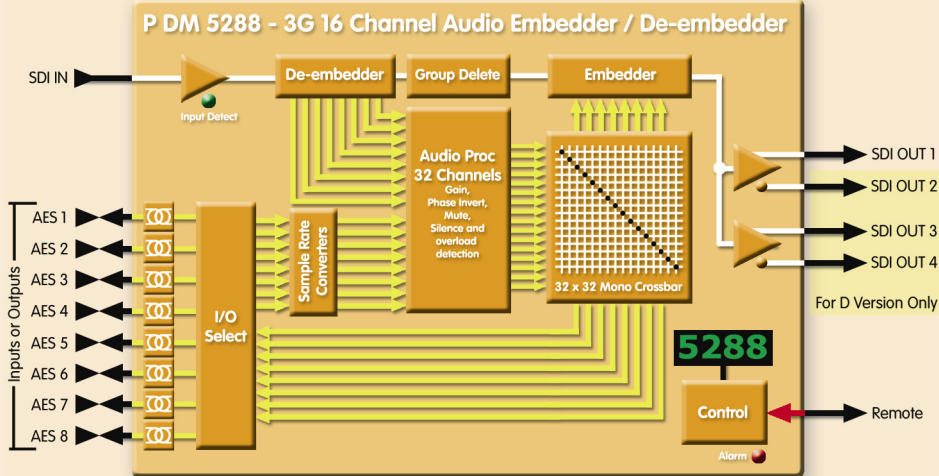 P DM 5288 - 3G 16 Channel Audio Embedder / De-embedder
SDI IN
Input Detect
De-embedder
Group Delete
Embedder
Audio Proc
32 Channels
Gain,
Phase Invert,
Mute,
Silence and
overload
detection
32 x 32 Mono Crossbar
SDI OUT 1
SDI OUT 2
SDI OUT 3
SDI OUT 4
For D Version Only
Inputs or Outputs
AES 1
AES 2
AES 3
AES 4
AES 5
AES 6
AES 7
AES 8
I/O
Select
Sample Rate
Converters
5288
Control
Remote
Alarm